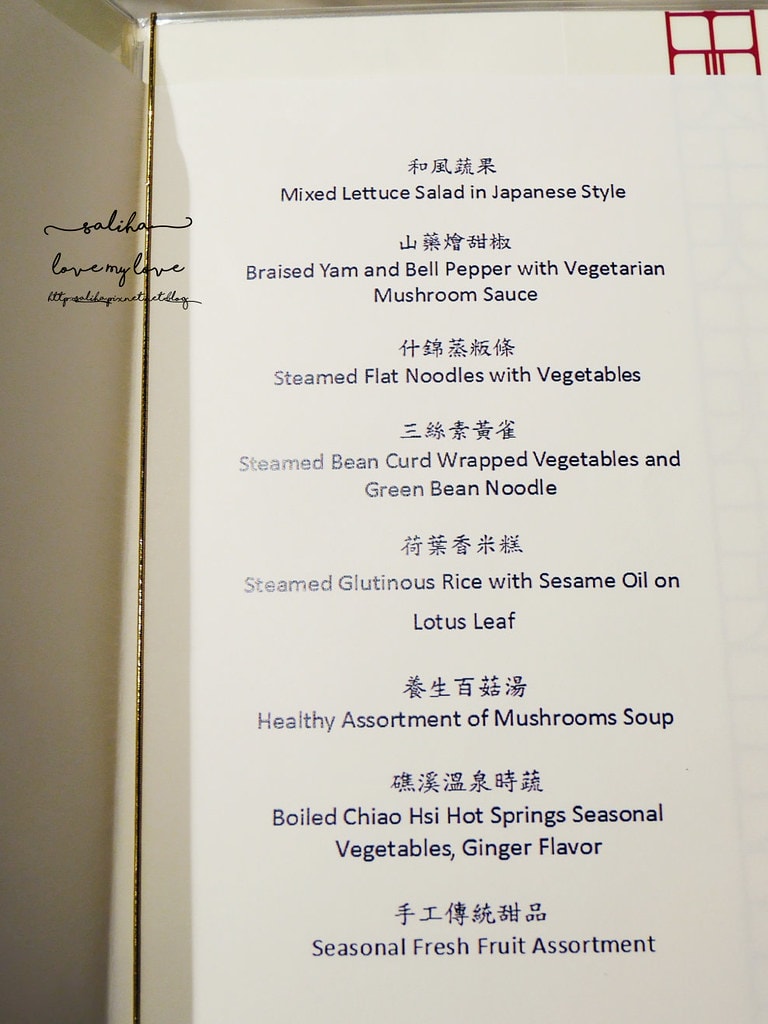 和風蔬果
Mixed Lettuce Salad in Japanese Style
山藥燴甜椒
Braised Yam and Bell Pepper with Vegetarian
Mushroom Sauce
什錦蒸粄條
Steamed Flat Noodles with Vegetables
三絲素黃雀
Steamed Bean Curd Wrapped Vegetables and
Green Bean Noodle
荷葉香米糕
Steamed Glutinous Rice with Sesame Oil on
Lotus Leaf
養生百菇湯
Healthy Assortment of Mushrooms Soup
礁溪溫泉時蔬
Boiled Chiao Hsi Hot Springs Seasonal
Vegetables, Ginger Flavor
手工傳統甜品
Seasonal Fresh Fruit Assortment
saliha
love my love